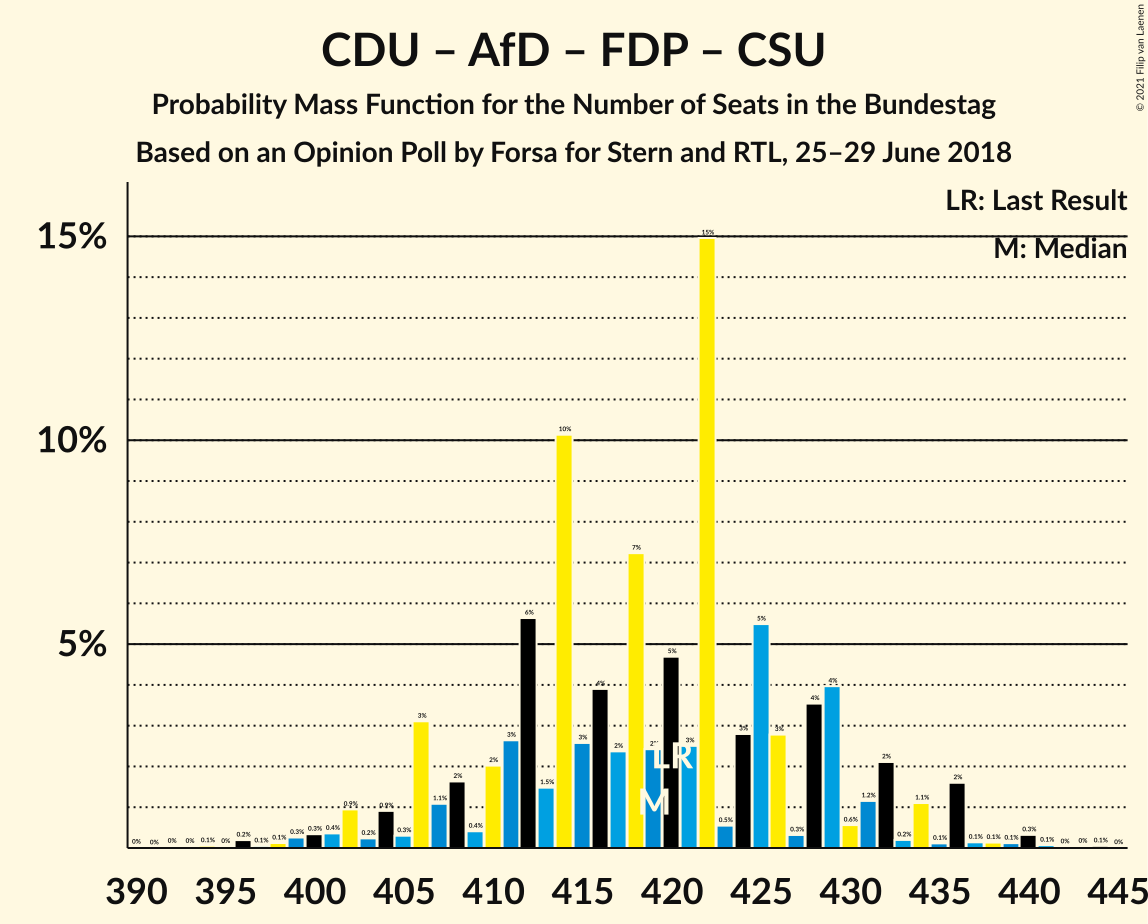 CDU – AfD – FDP – CSU
Probability Mass Function for the Number of Seats in the Bundestag
Based on an Opinion Poll by Forsa for Stern and RTL, 25–29 June 2018
© 2021 Filip van Laenen
LR: Last Result
M: Median
15%
10%
5%
0% 0% 0% 0% 0.1% 0% 0.2% 0.1% 0.1% 0.3% 0.3% 0.4% 0.9% 0.2% 0.9% 0.3% 3% 1.1% 2% 0.4% 2% 3% 6% 1.5% 10% 3% 4% 2% 7% 2% 5% 3% 15% 0.5% 3% 5% 3% 0.3% 4% 4% 0.6% 1.2% 2% 0.2% 1.1% 0.1% 2% 0.1% 0.1% 0.1% 0.3% 0.1% 0% 0% 0.1% 0%
LR
M
390 395 400 405 410 415 420 425 430 435 440 445